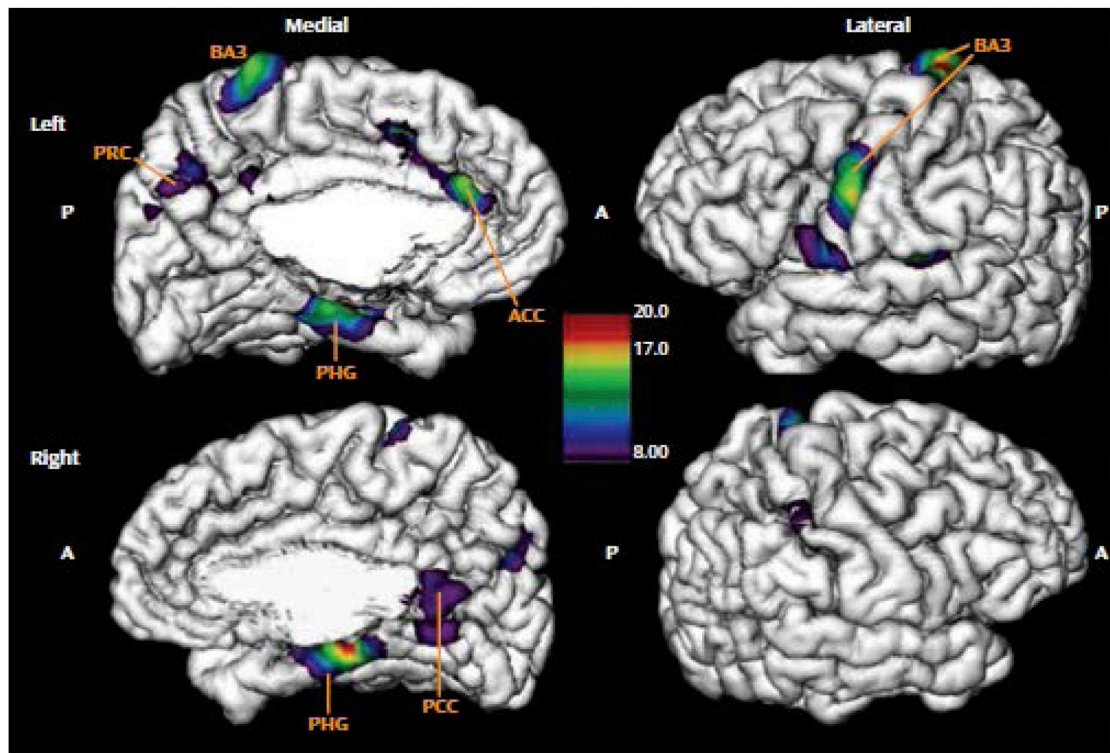 Medial
Lateral
BA3
BA3
Left
PRC
P
A
P
ACC
PHG
20.0
17.0
8.00
Right
A
P
A
PCC
PHG